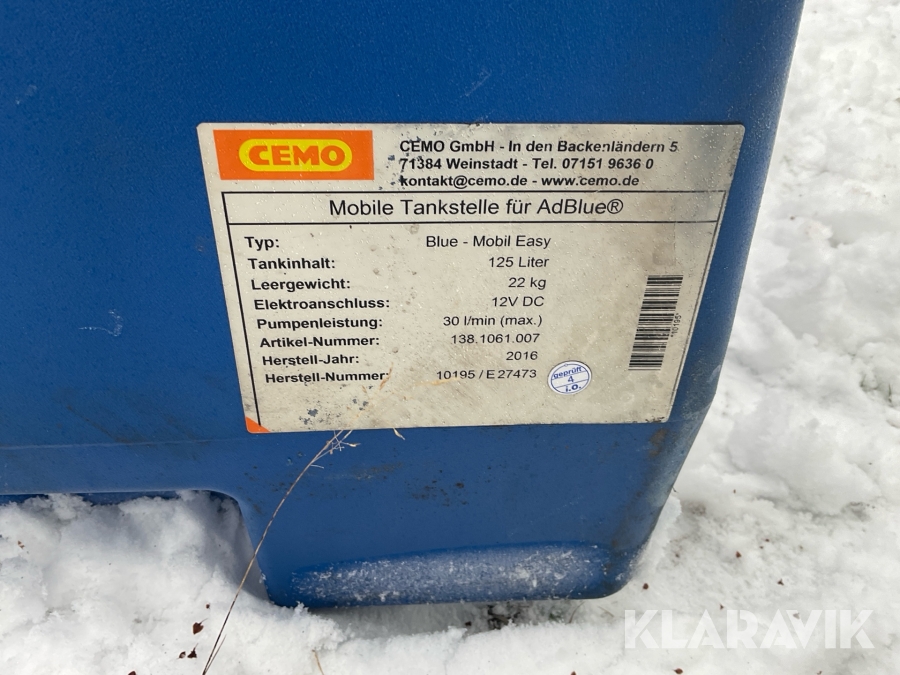 CEMO
CEMO GmbH - In den Backenländern 5
71384 Weinstadt - Tel. 07151 9636 0
kontakt@cemo.de - www.cemo.de
Mobile Tankstelle für AdBlue®
Typ: Blue - Mobil Easy
Tankinhalt: 125 Liter
Leergewicht: 22 kg
Elektroanschluss: 12V DC
Pumpenleistung: 30 l/min (max.)
Artikel-Nummer: 138.1061.007
Herstell-Jahr: 2016
Herstell-Nummer: 10195 / E 27473
geprüft
4
i.O.
*10195*
KLARAVIK